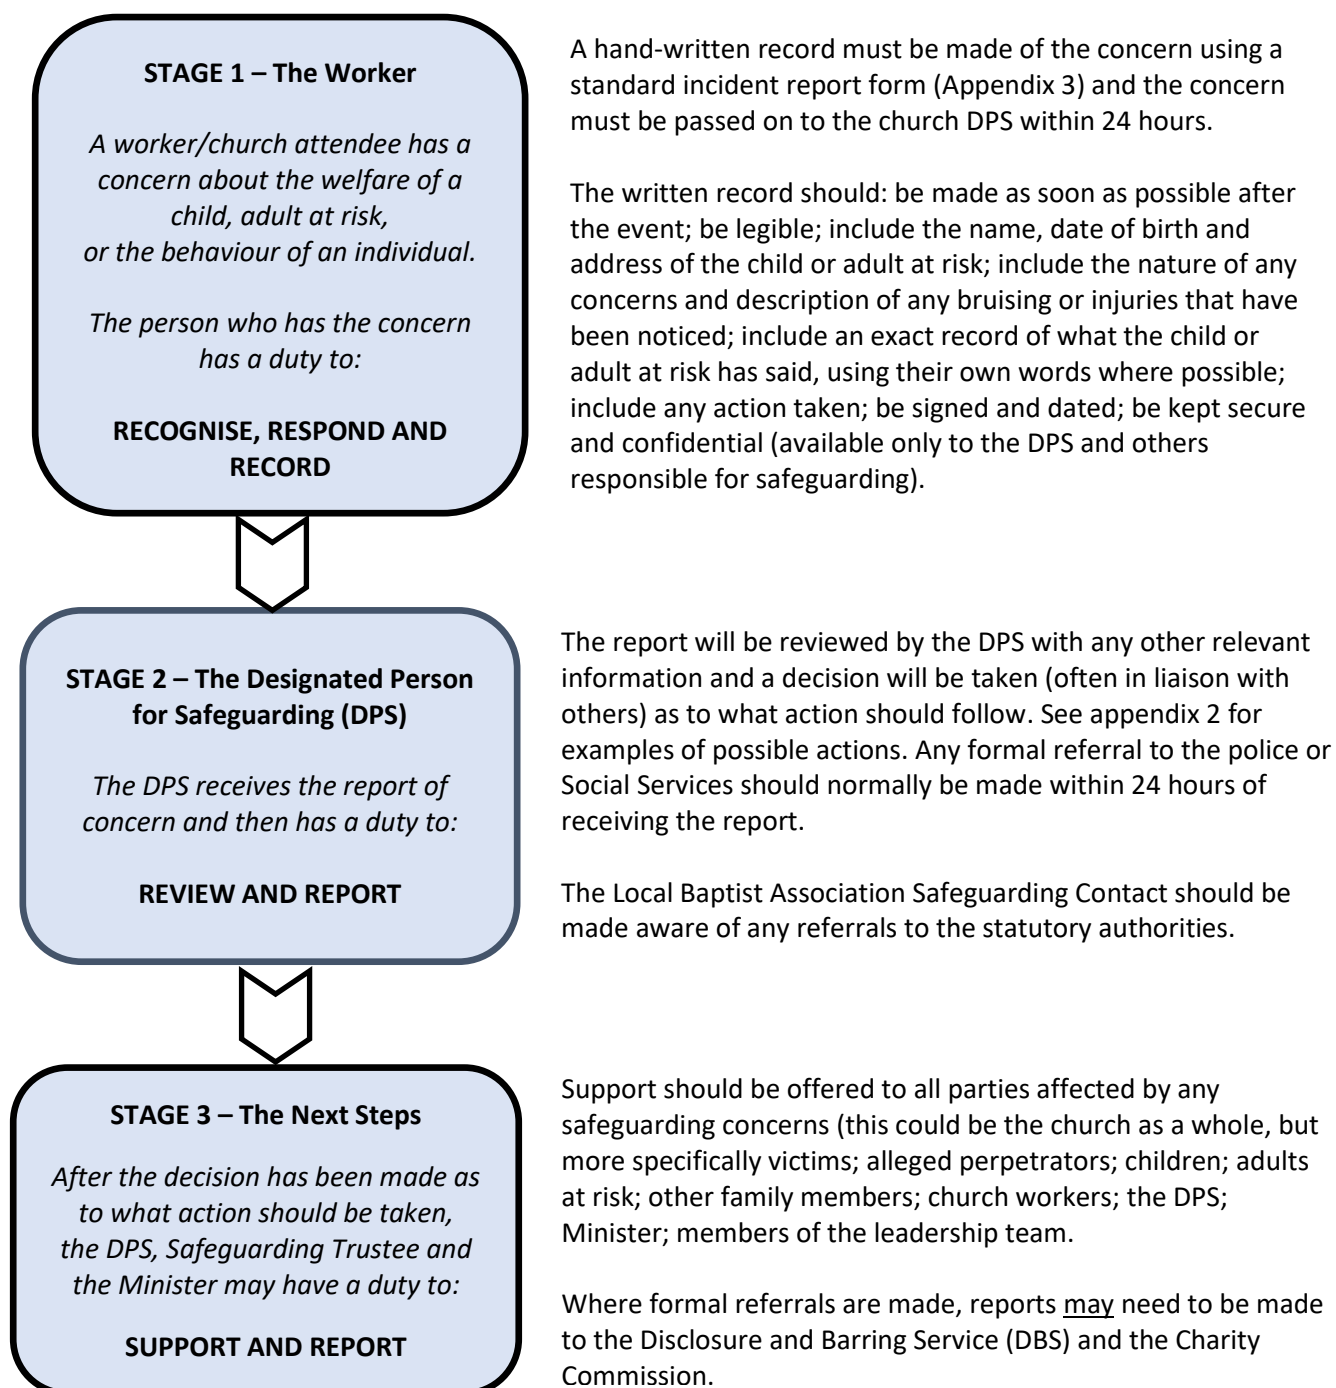 STAGE 1 – The Worker
A worker/church attendee has a
concern about the welfare of a
child, adult at risk,
or the behaviour of an individual.
The person who has the concern
has a duty to:
RECOGNISE, RESPOND AND
RECORD
A hand-written record must be made of the concern using a
standard incident report form (Appendix 3) and the concern
must be passed on to the church DPS within 24 hours.
The written record should: be made as soon as possible after
the event; be legible; include the name, date of birth and
address of the child or adult at risk; include the nature of any
concerns and description of any bruising or injuries that have
been noticed; include an exact record of what the child or
adult at risk has said, using their own words where possible;
include any action taken; be signed and dated; be kept secure
and confidential (available only to the DPS and others
responsible for safeguarding).
STAGE 2 – The Designated Person
for Safeguarding (DPS)
The DPS receives the report of
concern and then has a duty to:
REVIEW AND REPORT
The report will be reviewed by the DPS with any other relevant
information and a decision will be taken (often in liaison with
others) as to what action should follow. See appendix 2 for
examples of possible actions. Any formal referral to the police or
Social Services should normally be made within 24 hours of
receiving the report.
The Local Baptist Association Safeguarding Contact should be
made aware of any referrals to the statutory authorities.
STAGE 3 – The Next Steps
After the decision has been made as
to what action should be taken,
the DPS, Safeguarding Trustee and
the Minister may have a duty to:
SUPPORT AND REPORT
Support should be offered to all parties affected by any
safeguarding concerns (this could be the church as a whole, but
more specifically victims; alleged perpetrators; children; adults
at risk; other family members; church workers; the DPS;
Minister; members of the leadership team.
Where formal referrals are made, reports may need to be made
to the Disclosure and Barring Service (DBS) and the Charity
Commission.